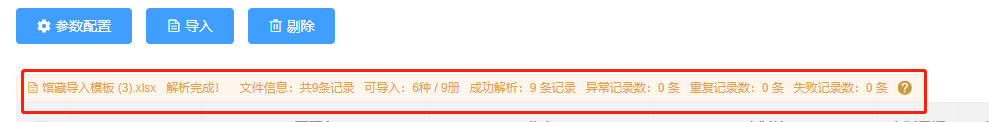 参数配置 导入 剔除
馆藏导入模板 (3).xlsx 解析完成！ 文件信息：共9条记录 可导入：6种 / 9册 成功解析：9 条记录 异常记录数：0 条 重复记录数：0 条 失败记录数：0 条 ?